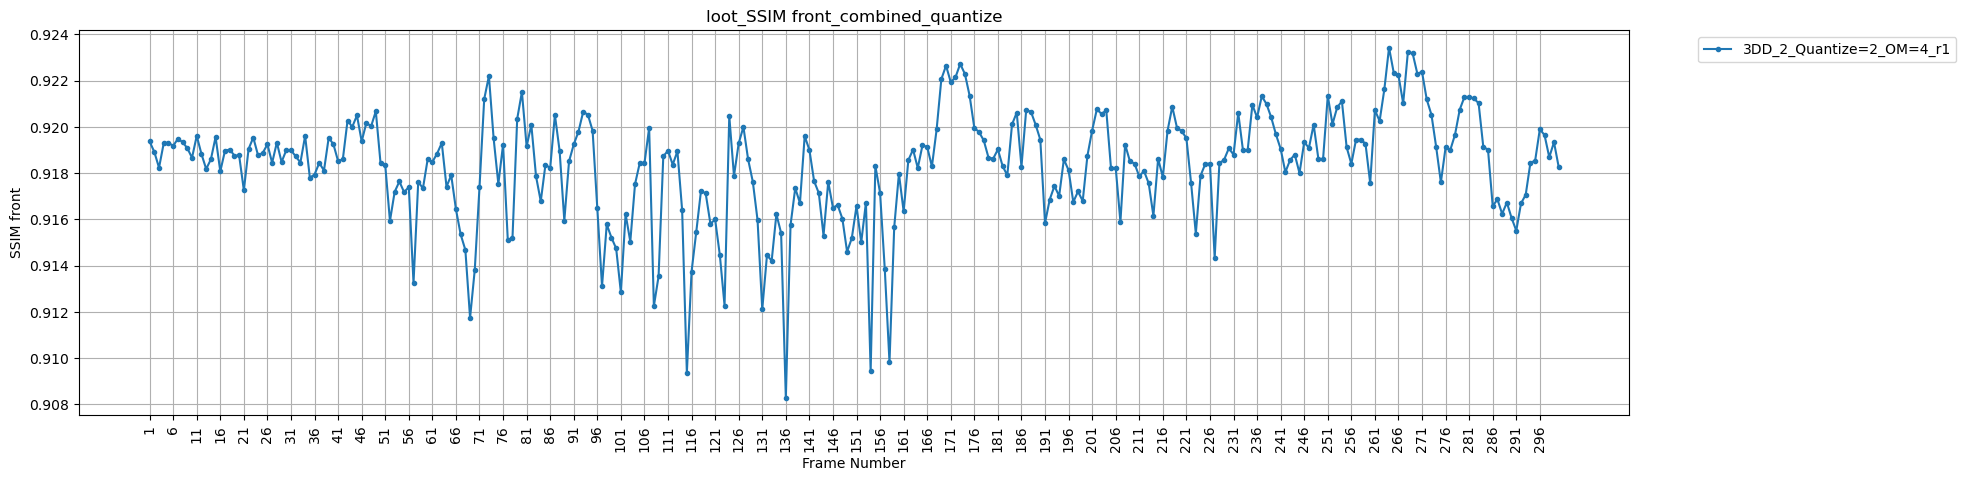 loot_SSIM front_combined_quantize
3DD_2_Quantize=2_OM=4_r1
SSIM front
0.924
0.922
0.920
0.918
0.916
0.914
0.912
0.910
0.908
1 6 11 16 21 26 31 36 41 46 51 56 61 66 71 76 81 86 91 96 101 106 111 116 121 126 131 136 141 146 151 156 161 166 171 176 181 186 191 196 201 206 211 216 221 226 231 236 241 246 251 256 261 266 271 276 281 286 291 296
Frame Number